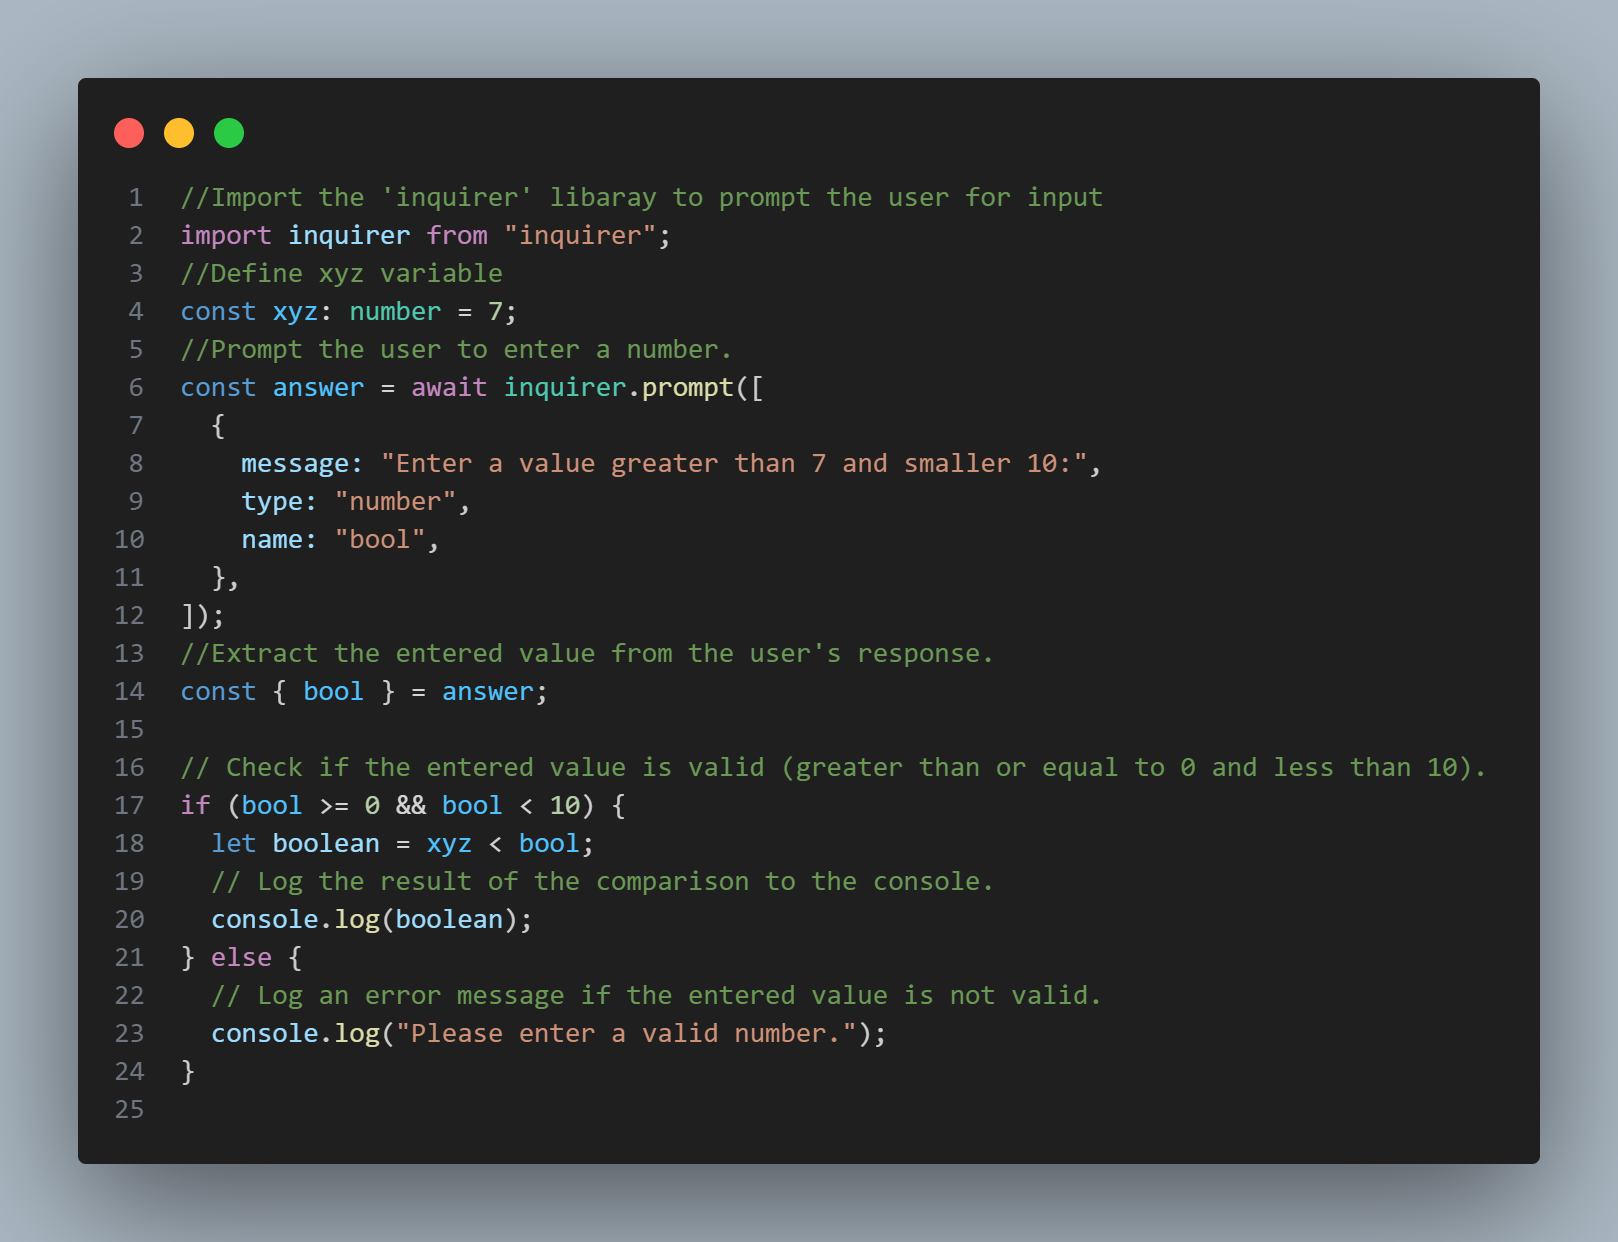 1 //Import the 'inquirer' libaray to prompt the user for input
2 import inquirer from "inquirer";
3 //Define xyz variable
4 const xyz: number = 7;
5 //Prompt the user to enter a number.
6 const answer = await inquirer.prompt([
7   {
8     message: "Enter a value greater than 7 and smaller 10:",
9     type: "number",
10     name: "bool",
11   },
12 ]);
13 //Extract the entered value from the user's response.
14 const { bool } = answer;
15
16 // Check if the entered value is valid (greater than or equal to 0 and less than 10).
17 if (bool >= 0 && bool < 10) {
18   let boolean = xyz < bool;
19   // Log the result of the comparison to the console.
20   console.log(boolean);
21 } else {
22   // Log an error message if the entered value is not valid.
23   console.log("Please enter a valid number.");
24 }
25